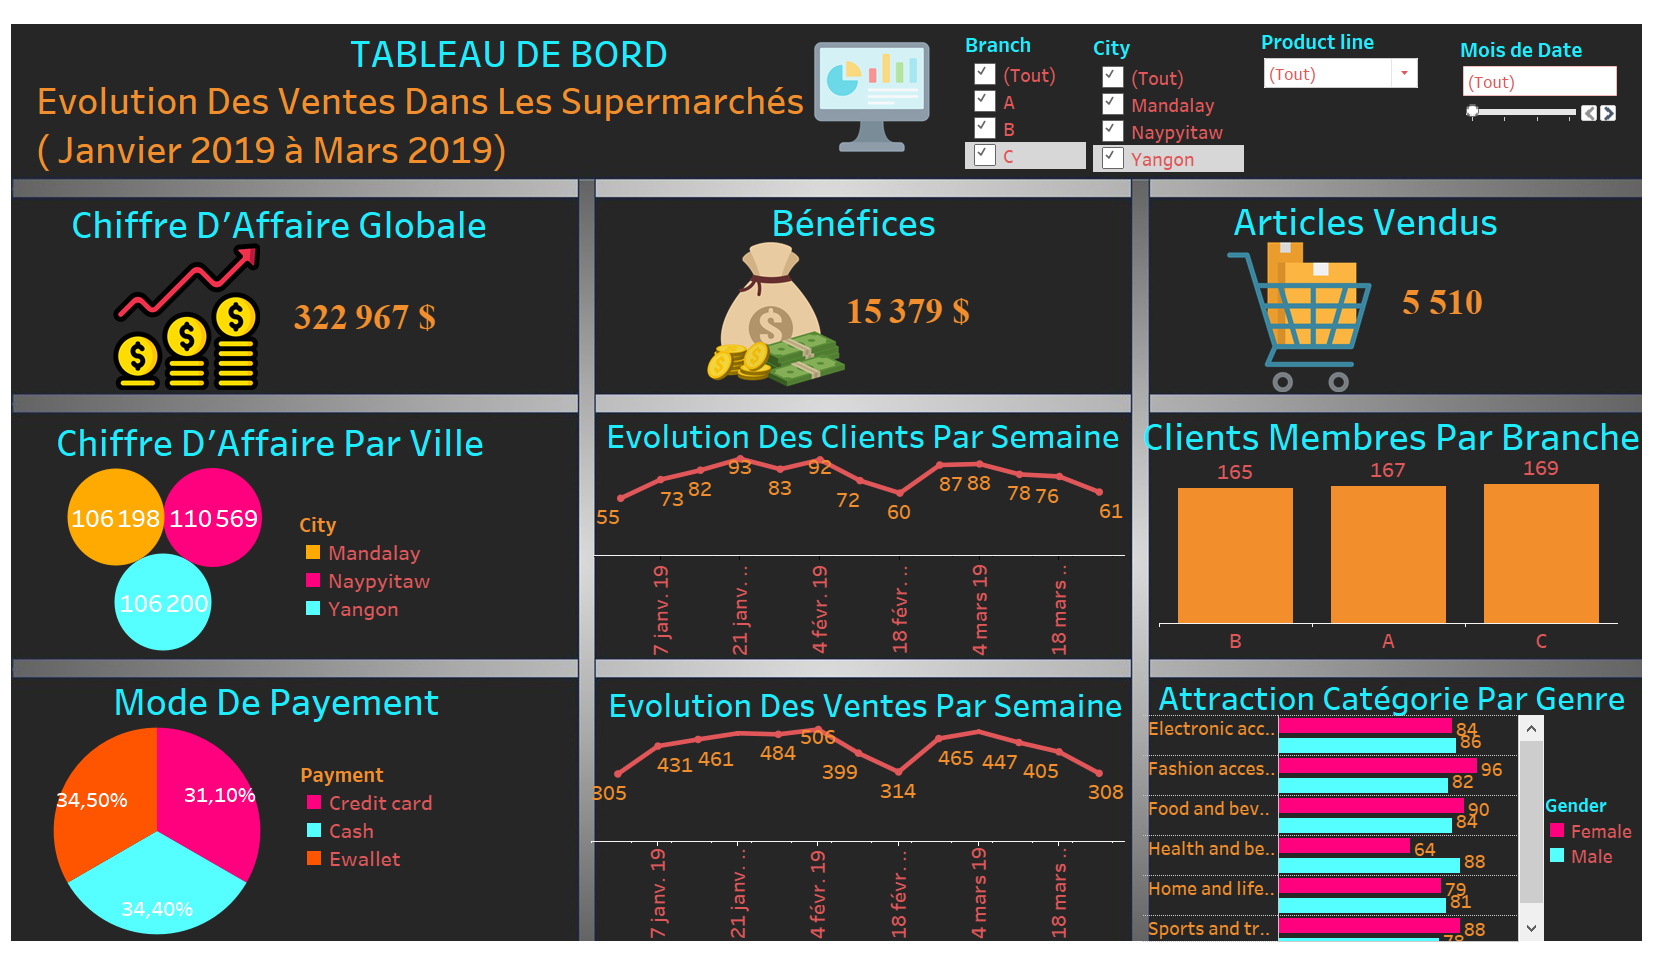 TABLEAU DE BORD
Evolution Des Ventes Dans Les Supermarchés
( Janvier 2019 à Mars 2019)
Branch
(Tout)
A
B
C
City
(Tout)
Mandalay
Naypyitaw
Yangon
Product line
(Tout)
Mois de Date
(Tout)
Chiffre D'Affaire Globale
322 967 $
Bénéfices
15 379 $
Articles Vendus
5 510
Chiffre D'Affaire Par Ville
106 198
110 569
106 200
City
Mandalay
Naypyitaw
Yangon
Evolution Des Clients Par Semaine
55
73
82
93
83
92
72
60
87
88
78
76
61
7 janv. 19
21 janv. ..
4 févr. 19
18 févr. ..
4 mars 19
18 mars ..
Clients Membres Par Branche
165
167
169
B
A
C
Mode De Payement
34,50%
31,10%
34,40%
Payment
Credit card
Cash
Ewallet
Evolution Des Ventes Par Semaine
305
431
461
484
506
399
314
465
447
405
308
7 janv. 19
21 janv. ..
4 févr. 19
18 févr. ..
4 mars 19
18 mars ..
Attraction Catégorie Par Genre
Electronic acc..
84
86
Fashion acces..
96
82
Food and bev..
90
84
Health and be..
64
88
Home and life..
79
81
Sports and tr..
88
78
Gender
Female
Male